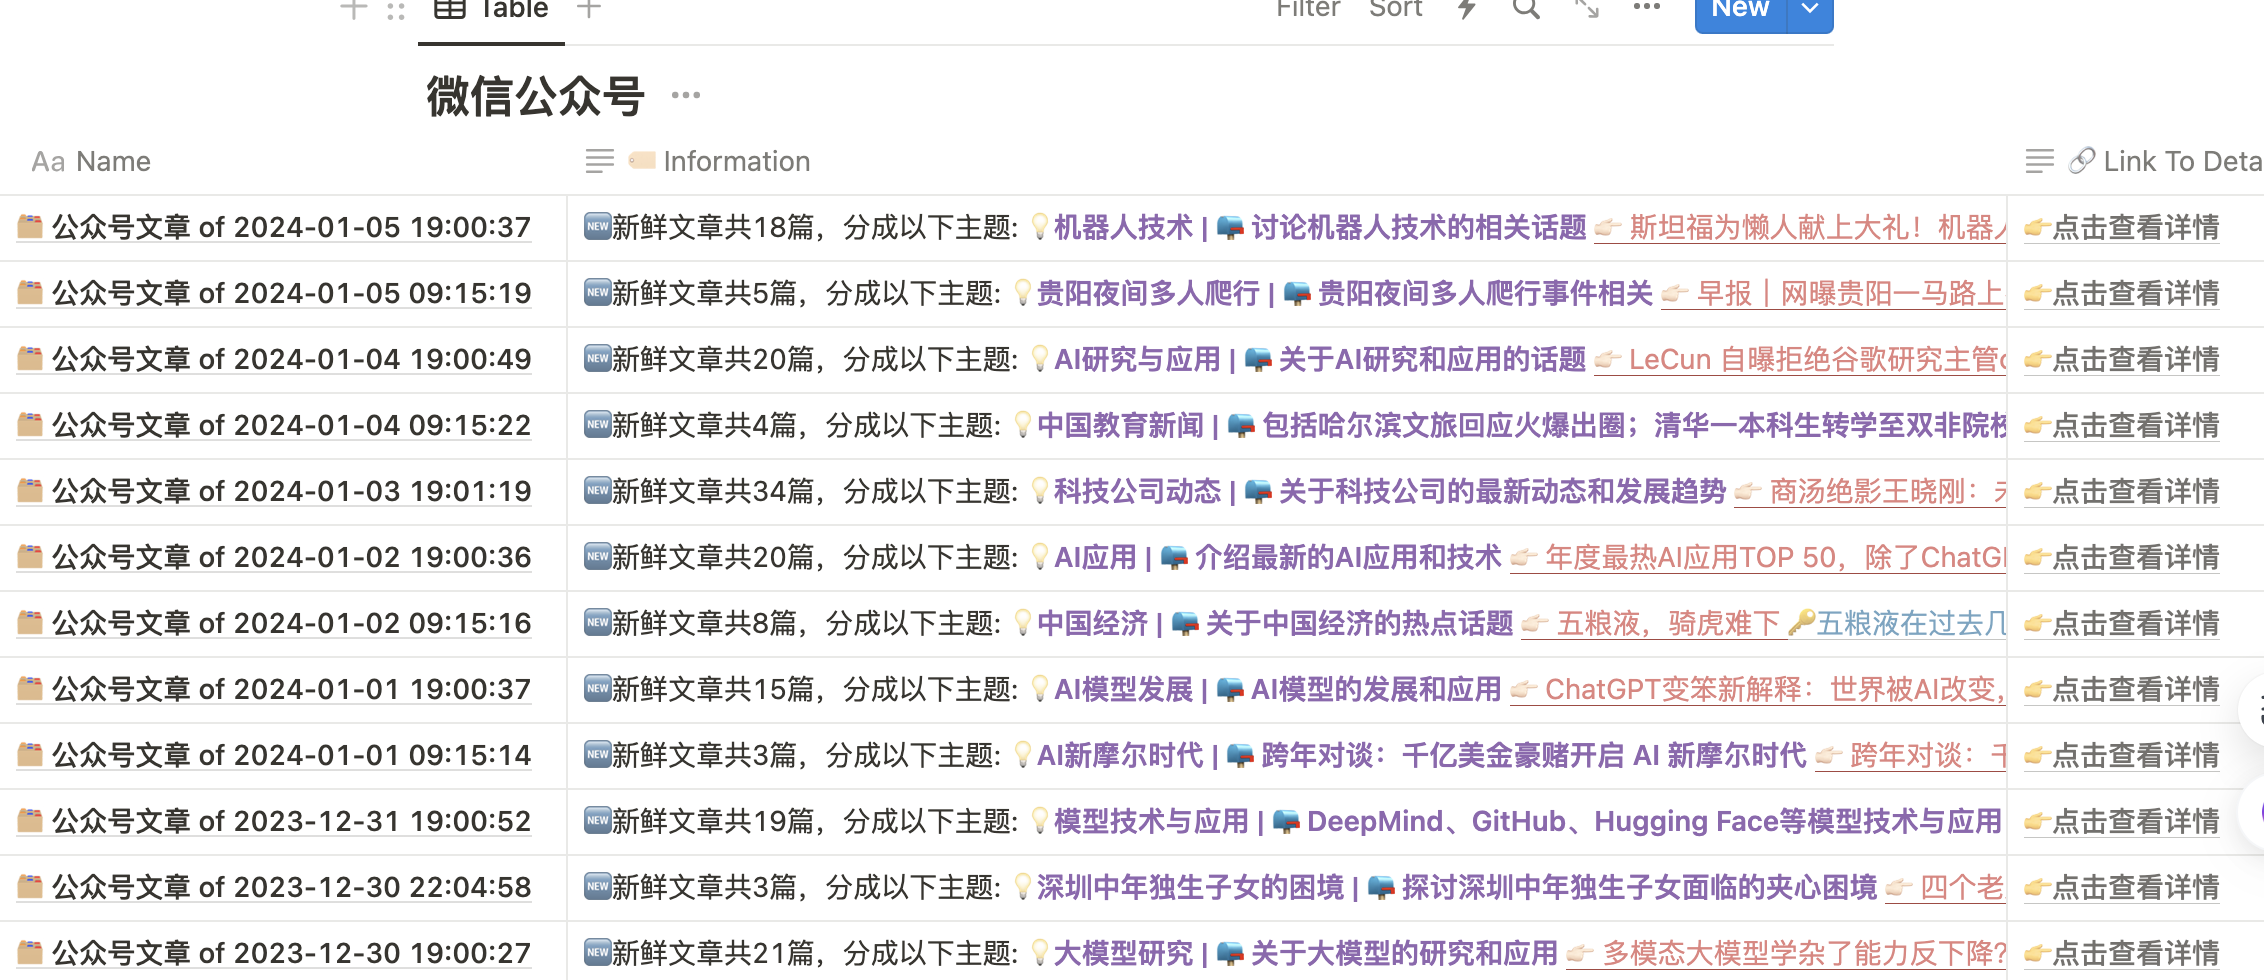 Table
Filter Sort New
微信公众号
Aa Name Information Link To Deta
公众号文章 of 2024-01-05 19:00:37 NEW新鲜文章共18篇，分成以下主题: 机器人技术 | 讨论机器人技术的相关话题 斯坦福为懒人献上大礼！机器人 点击查看详情
公众号文章 of 2024-01-05 09:15:19 NEW新鲜文章共5篇，分成以下主题: 贵阳夜间多人爬行 | 贵阳夜间多人爬行事件相关 早报｜网曝贵阳一马路上 点击查看详情
公众号文章 of 2024-01-04 19:00:49 NEW新鲜文章共20篇，分成以下主题: AI研究与应用 | 关于AI研究和应用的话题 LeCun 自曝拒绝谷歌研究主管 点击查看详情
公众号文章 of 2024-01-04 09:15:22 NEW新鲜文章共4篇，分成以下主题: 中国教育新闻 | 包括哈尔滨文旅回应火爆出圈；清华一本科生转学至双非院校 点击查看详情
公众号文章 of 2024-01-03 19:01:19 NEW新鲜文章共34篇，分成以下主题: 科技公司动态 | 关于科技公司的最新动态和发展趋势 商汤绝影王晓刚： 点击查看详情
公众号文章 of 2024-01-02 19:00:36 NEW新鲜文章共20篇，分成以下主题: AI应用 | 介绍最新的AI应用和技术 年度最热AI应用TOP 50，除了ChatG 点击查看详情
公众号文章 of 2024-01-02 09:15:16 NEW新鲜文章共8篇，分成以下主题: 中国经济 | 关于中国经济的热点话题 五粮液，骑虎难下 五粮液在过去几 点击查看详情
公众号文章 of 2024-01-01 19:00:37 NEW新鲜文章共15篇，分成以下主题: AI模型发展 | AI模型的发展和应用 ChatGPT变笨新解释：世界被AI改变， 点击查看详情
公众号文章 of 2024-01-01 09:15:14 NEW新鲜文章共3篇，分成以下主题: AI新摩尔时代 | 跨年对谈：千亿美金豪赌开启 AI 新摩尔时代 跨年对谈：千 点击查看详情
公众号文章 of 2023-12-31 19:00:52 NEW新鲜文章共19篇，分成以下主题: 模型技术与应用 | DeepMind、GitHub、Hugging Face等模型技术与应用 点击查看详情
公众号文章 of 2023-12-30 22:04:58 NEW新鲜文章共3篇，分成以下主题: 深圳中年独生子女的困境 | 探讨深圳中年独生子女面临的夹心困境 四个老 点击查看详情
公众号文章 of 2023-12-30 19:00:27 NEW新鲜文章共21篇，分成以下主题: 大模型研究 | 关于大模型的研究和应用 多模态大模型学杂了能力反下降? 点击查看详情